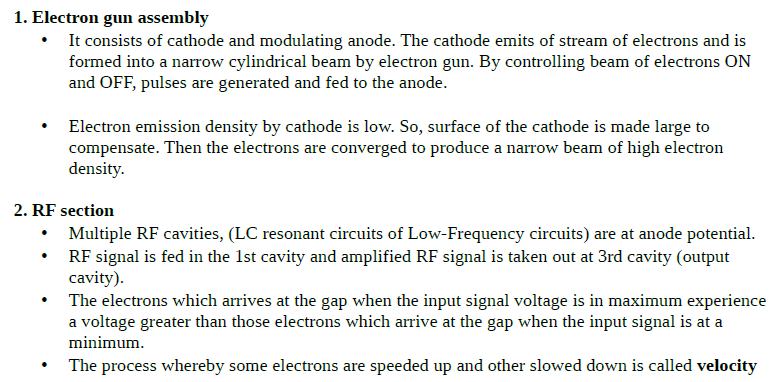 1. Electron gun assembly
• It consists of cathode and modulating anode. The cathode emits of stream of electrons and is
formed into a narrow cylindrical beam by electron gun. By controlling beam of electrons ON
and OFF, pulses are generated and fed to the anode.
• Electron emission density by cathode is low. So, surface of the cathode is made large to
compensate. Then the electrons are converged to produce a narrow beam of high electron
density.
2. RF section
• Multiple RF cavities, (LC resonant circuits of Low-Frequency circuits) are at anode potential.
• RF signal is fed in the 1st cavity and amplified RF signal is taken out at 3rd cavity (output
cavity).
• The electrons which arrives at the gap when the input signal voltage is in maximum experience
a voltage greater than those electrons which arrive at the gap when the input signal is at a
minimum.
• The process whereby some electrons are speeded up and other slowed down is called velocity